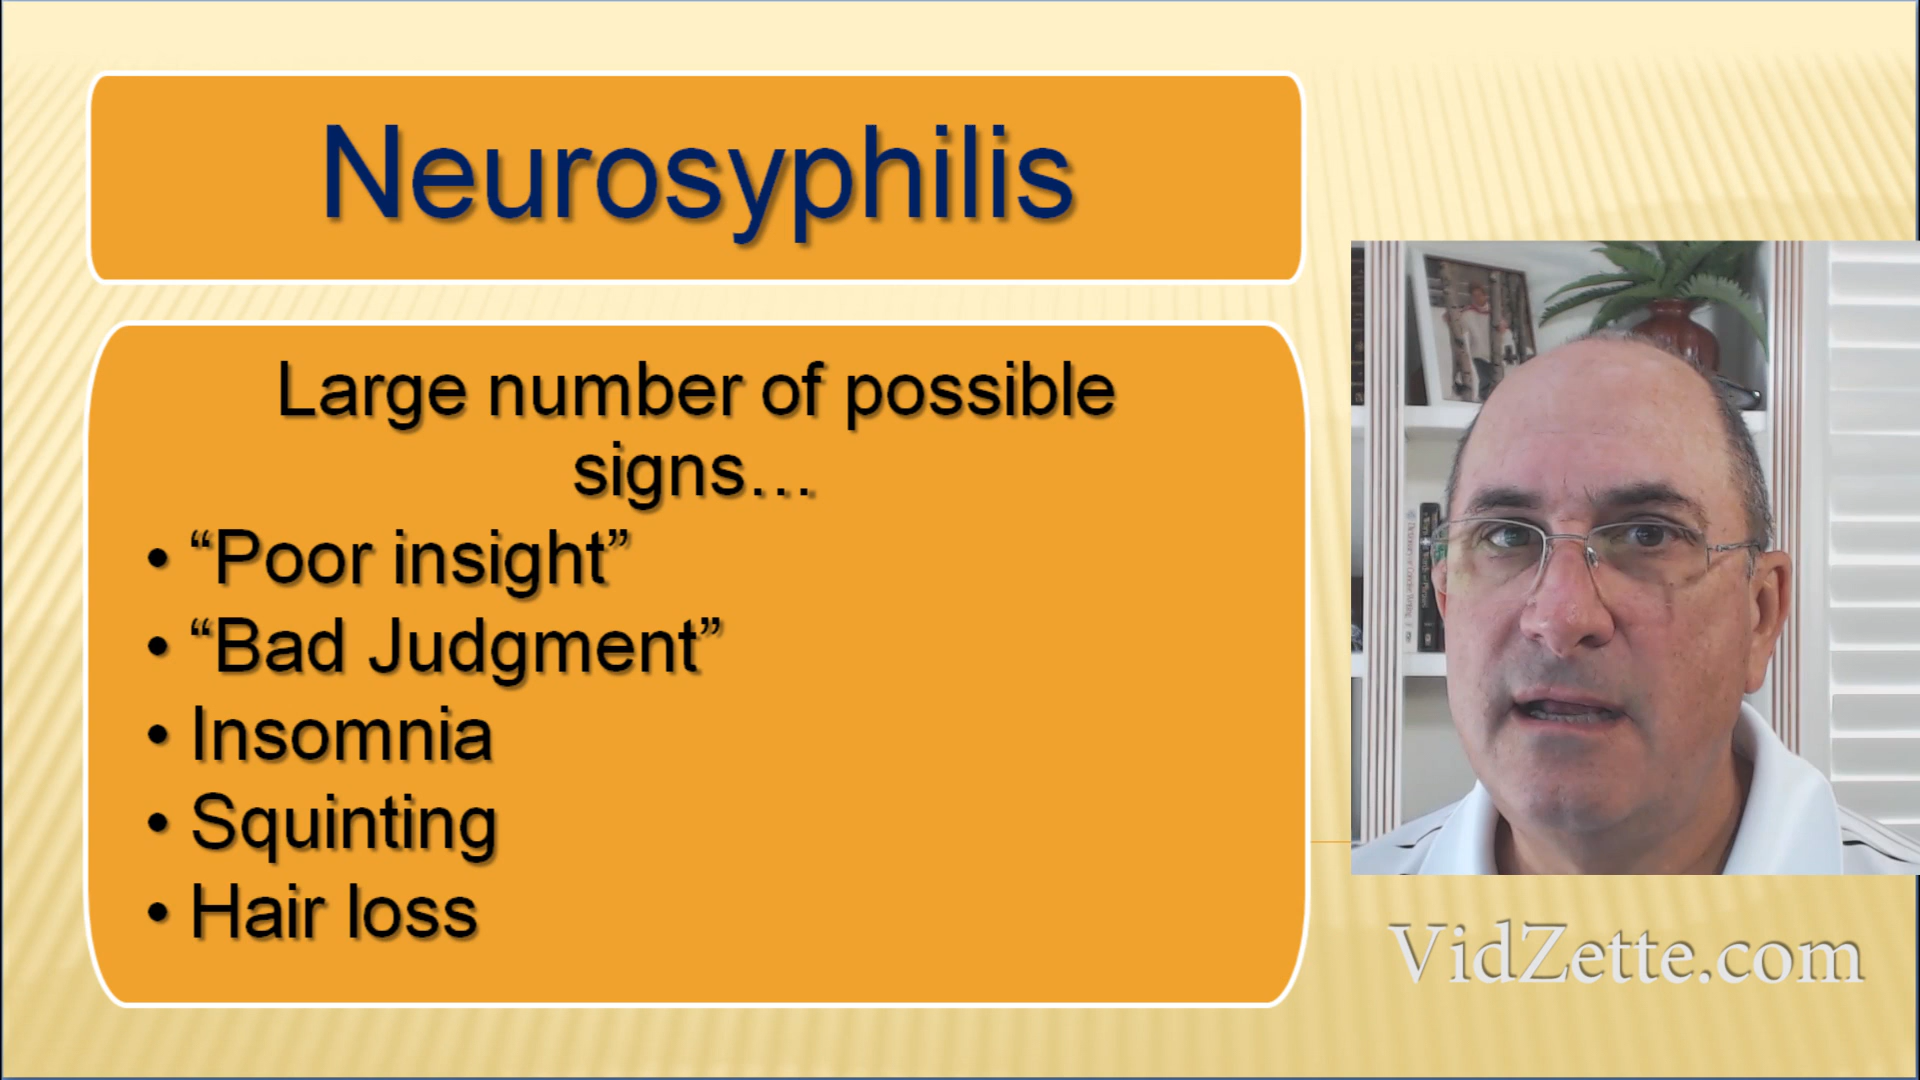 Neurosyphilis
Large number of possible
signs…
• “Poor insight”
• “Bad Judgment”
• Insomnia
• Squinting
• Hair loss
VidZette.com